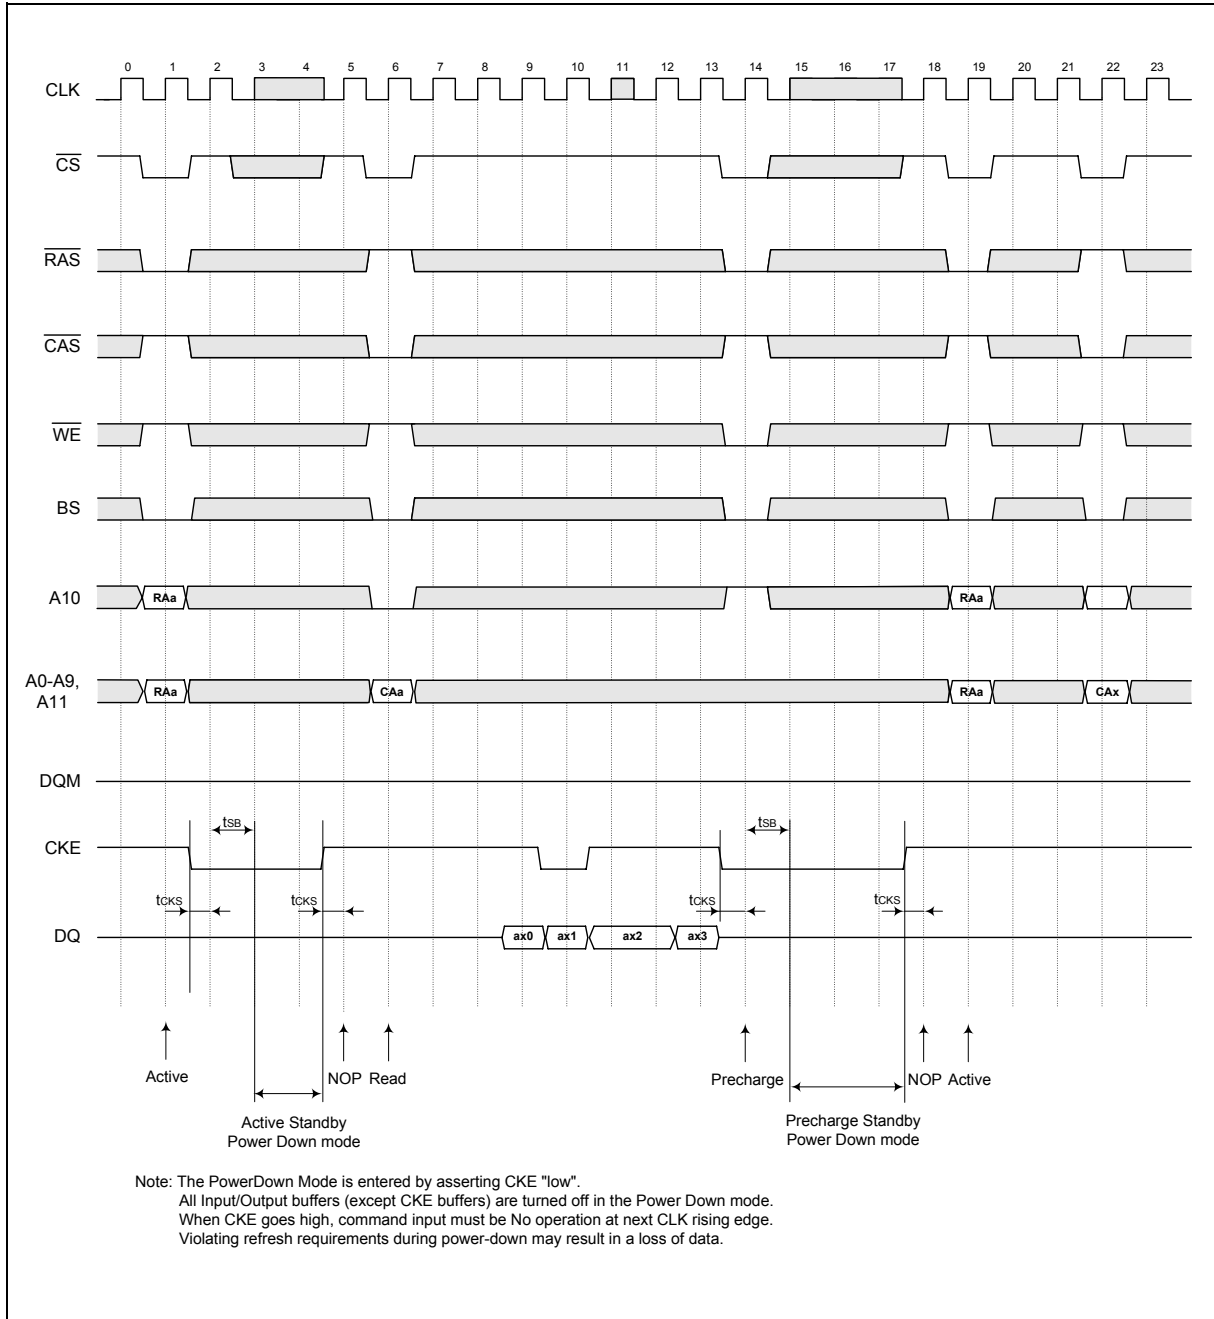 0 1 2 3 4 5 6 7 8 9 10 11 12 13 14 15 16 17 18 19 20 21 22 23
CLK
CS
RAS
CAS
WE
BS
A10 RAa RAa
A0-A9,
A11 RAa CAa RAa CAx
DQM
tSB tSB
CKE
tCKS tCKS tCKS tCKS
DQ ax0 ax1 ax2 ax3
Active NOP Read Precharge NOP Active
Active Standby
Power Down mode
Precharge Standby
Power Down mode
Note: The PowerDown Mode is entered by asserting CKE "low".
All Input/Output buffers (except CKE buffers) are turned off in the Power Down mode.
When CKE goes high, command input must be No operation at next CLK rising edge.
Violating refresh requirements during power-down may result in a loss of data.